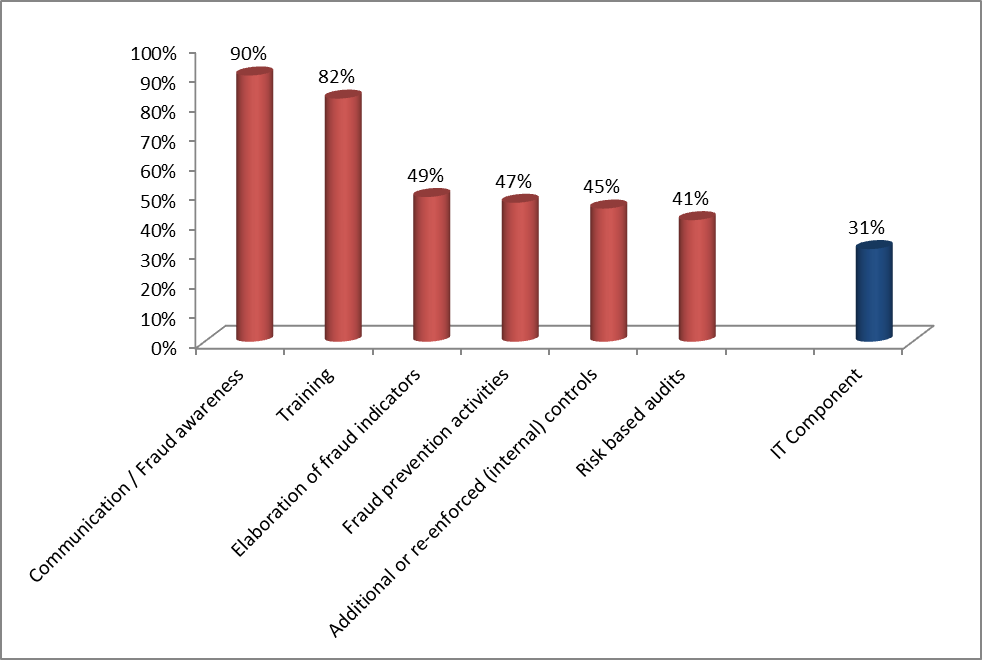 100%
90%
80%
70%
60%
50%
40%
30%
20%
10%
0%
90%
82%
49%
47%
45%
41%
31%
Communication / Fraud awareness
Training
Elaboration of fraud indicators
Fraud prevention activities
Additional or re-enforced (internal) controls
Risk based audits
IT Component